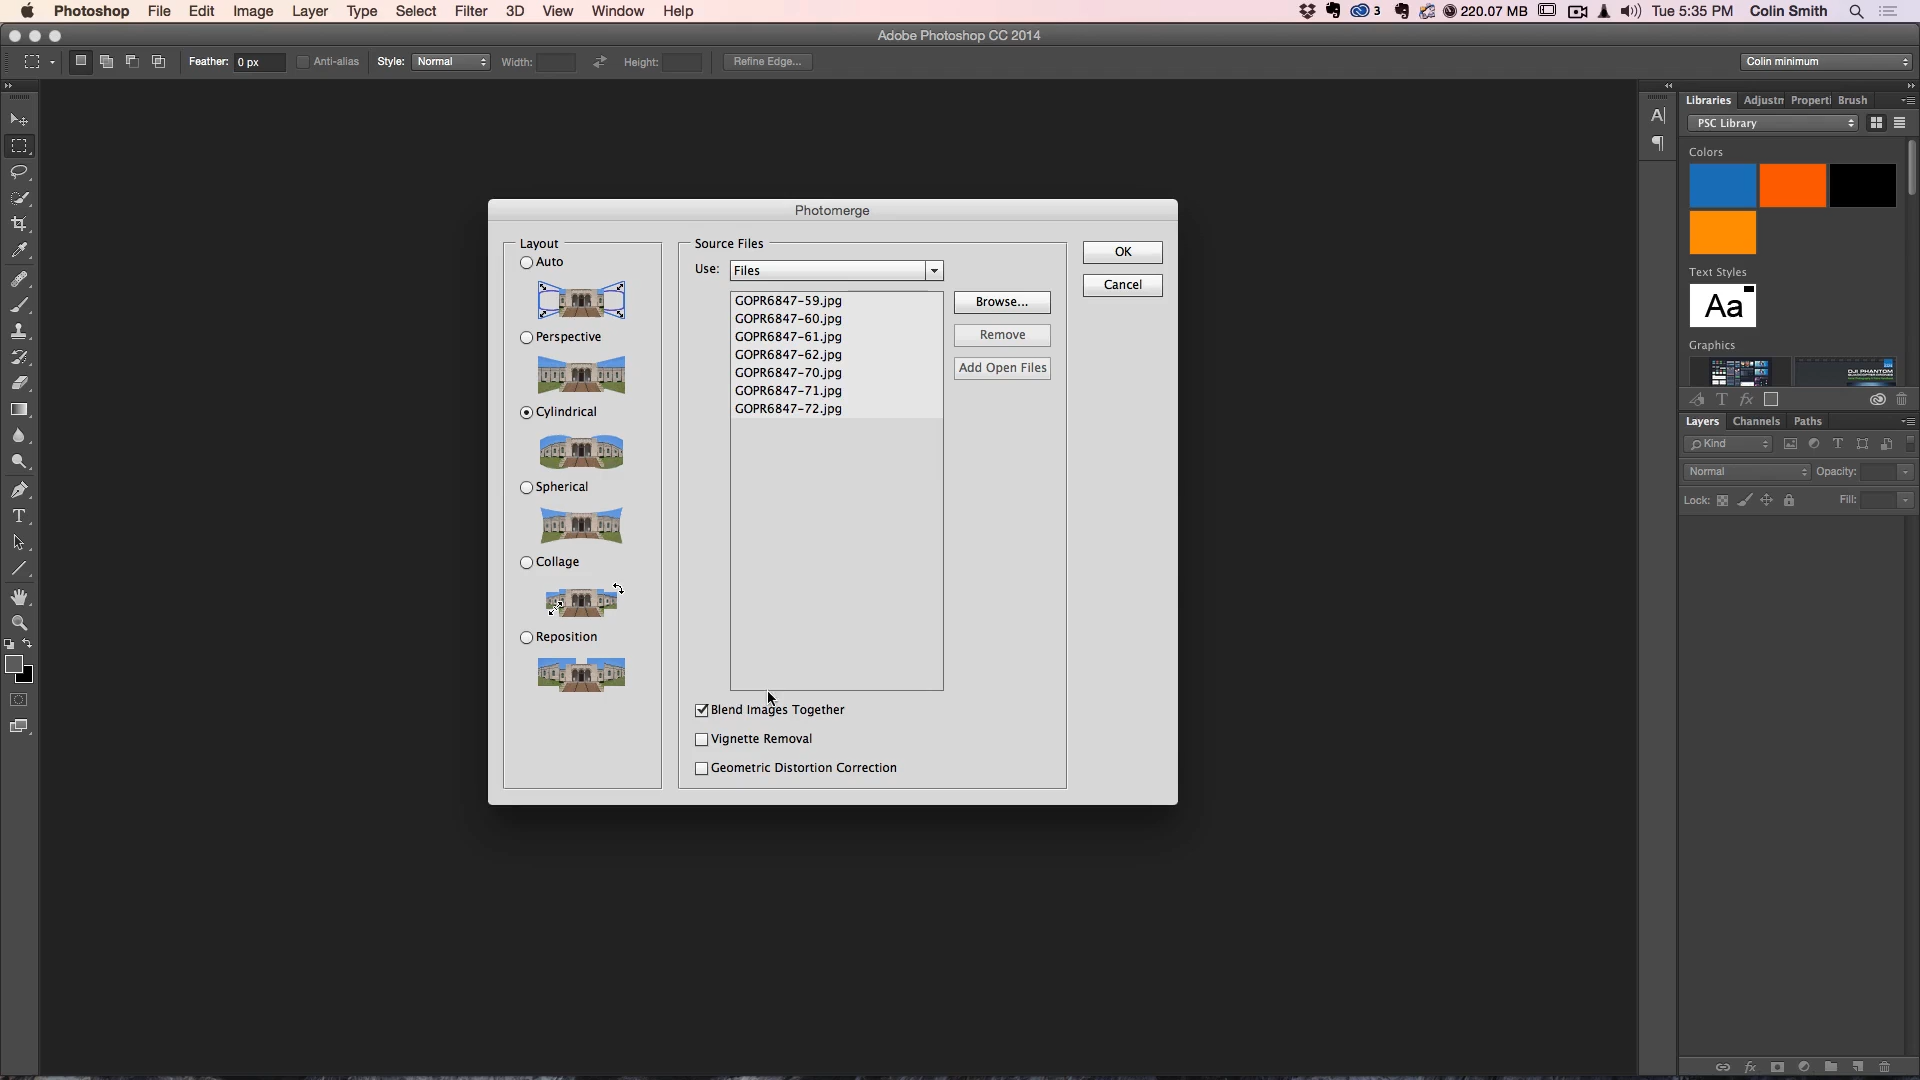 Photoshop File Edit Image Layer Type Select Filter 3D View Window Help 3 220.07 MB Tue 5:35 PM Colin Smith
Adobe Photoshop CC 2014
Feather: 0 px Anti-alias Style: Normal Width: Height: Refine Edge... Colin minimum
Libraries Adjustn Properti Brush
PSC Library
Colors
Text Styles
Aa
Graphics
Layers Channels Paths
Kind
Normal Opacity:
Lock: Fill:
Photomerge
Layout
Auto
Perspective
Cylindrical
Spherical
Collage
Reposition
Source Files
Use: Files
GOPR6847-59.jpg
GOPR6847-60.jpg
GOPR6847-61.jpg
GOPR6847-62.jpg
GOPR6847-70.jpg
GOPR6847-71.jpg
GOPR6847-72.jpg
Browse...
Remove
Add Open Files
Blend Images Together
Vignette Removal
Geometric Distortion Correction
OK
Cancel